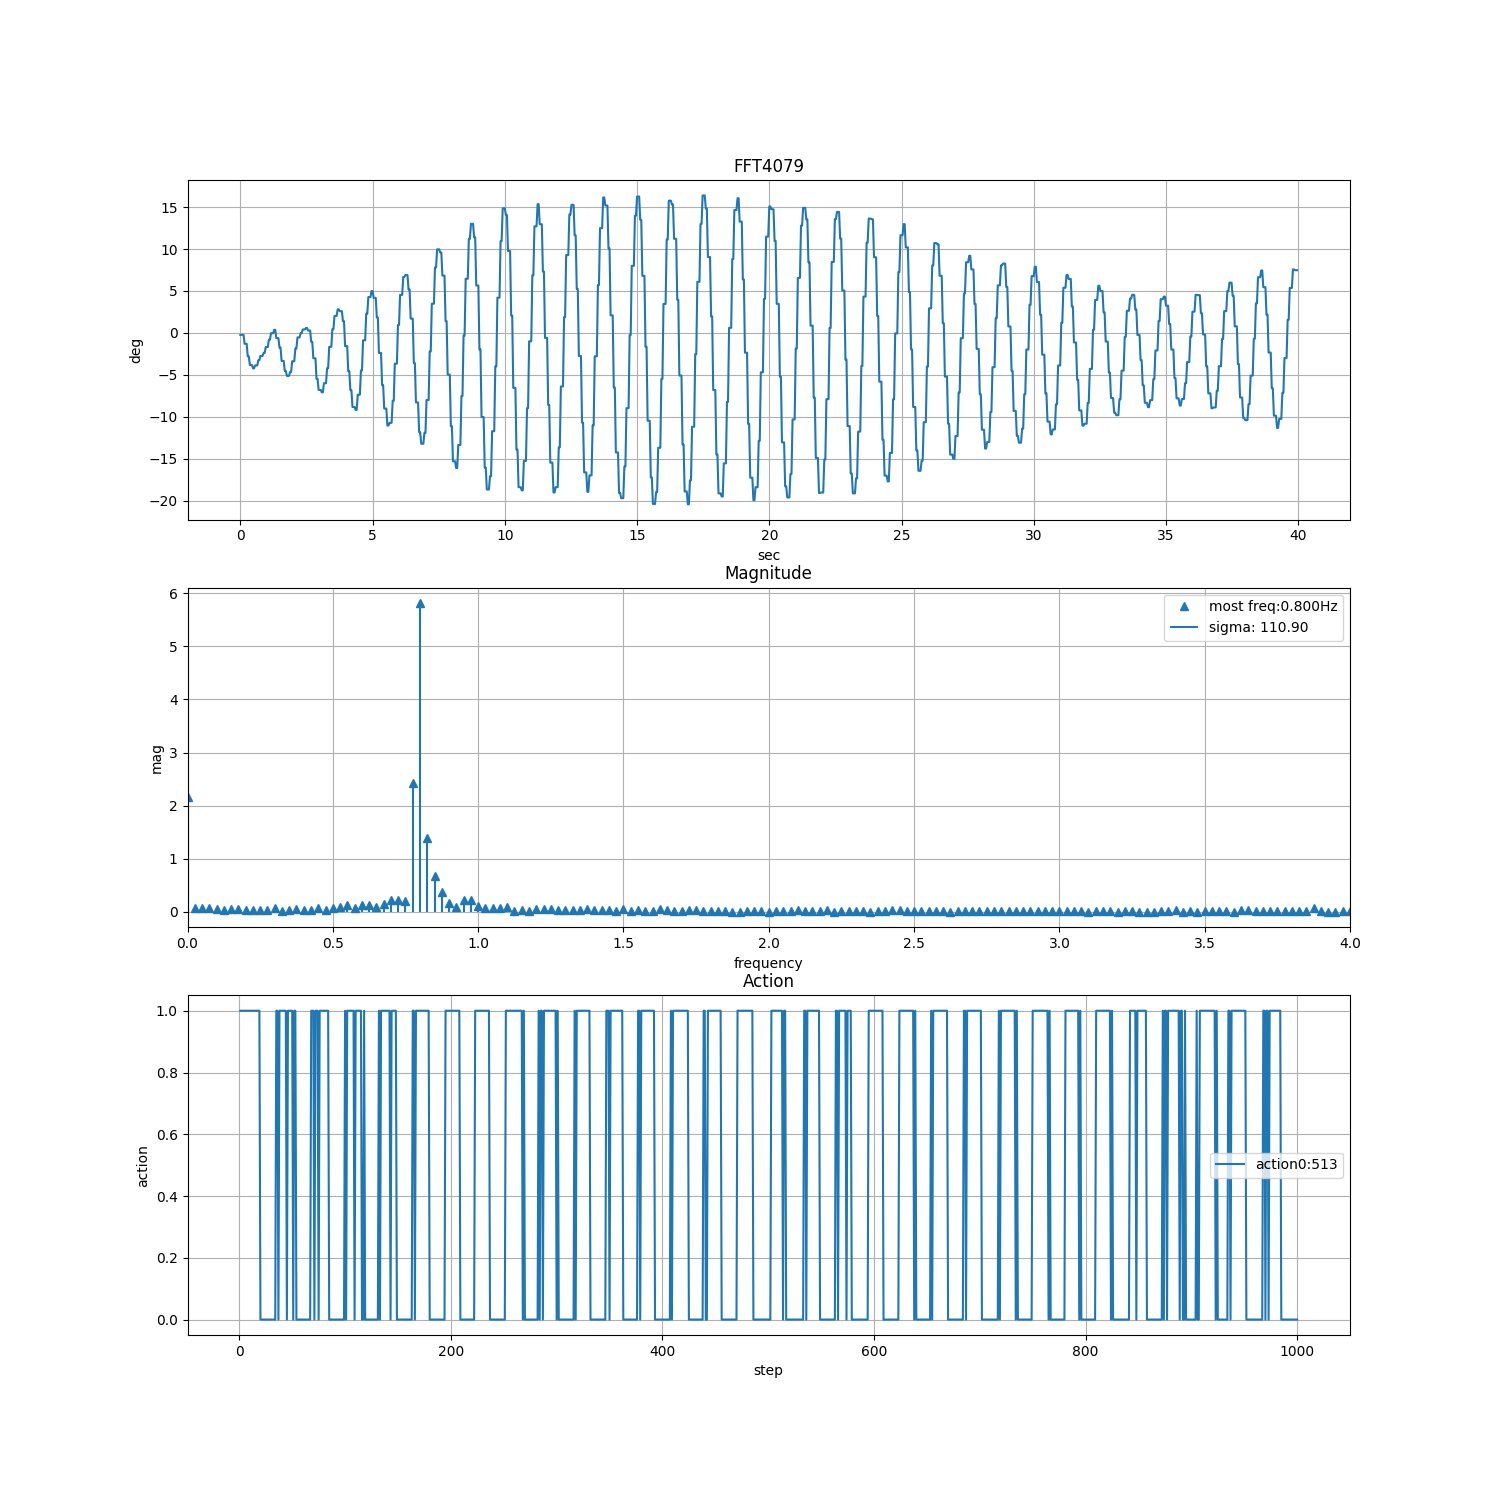 FFT4079
15
10
5
0
−5
−10
−15
−20
deg
0 5 10 15 20 25 30 35 40
sec
Magnitude
6
5
4
3
2
1
0
mag
most freq:0.800Hz
sigma: 110.90
0.0 0.5 1.0 1.5 2.0 2.5 3.0 3.5 4.0
frequency
Action
1.0
0.8
0.6
0.4
0.2
0.0
action
action0:513
0 200 400 600 800 1000
step